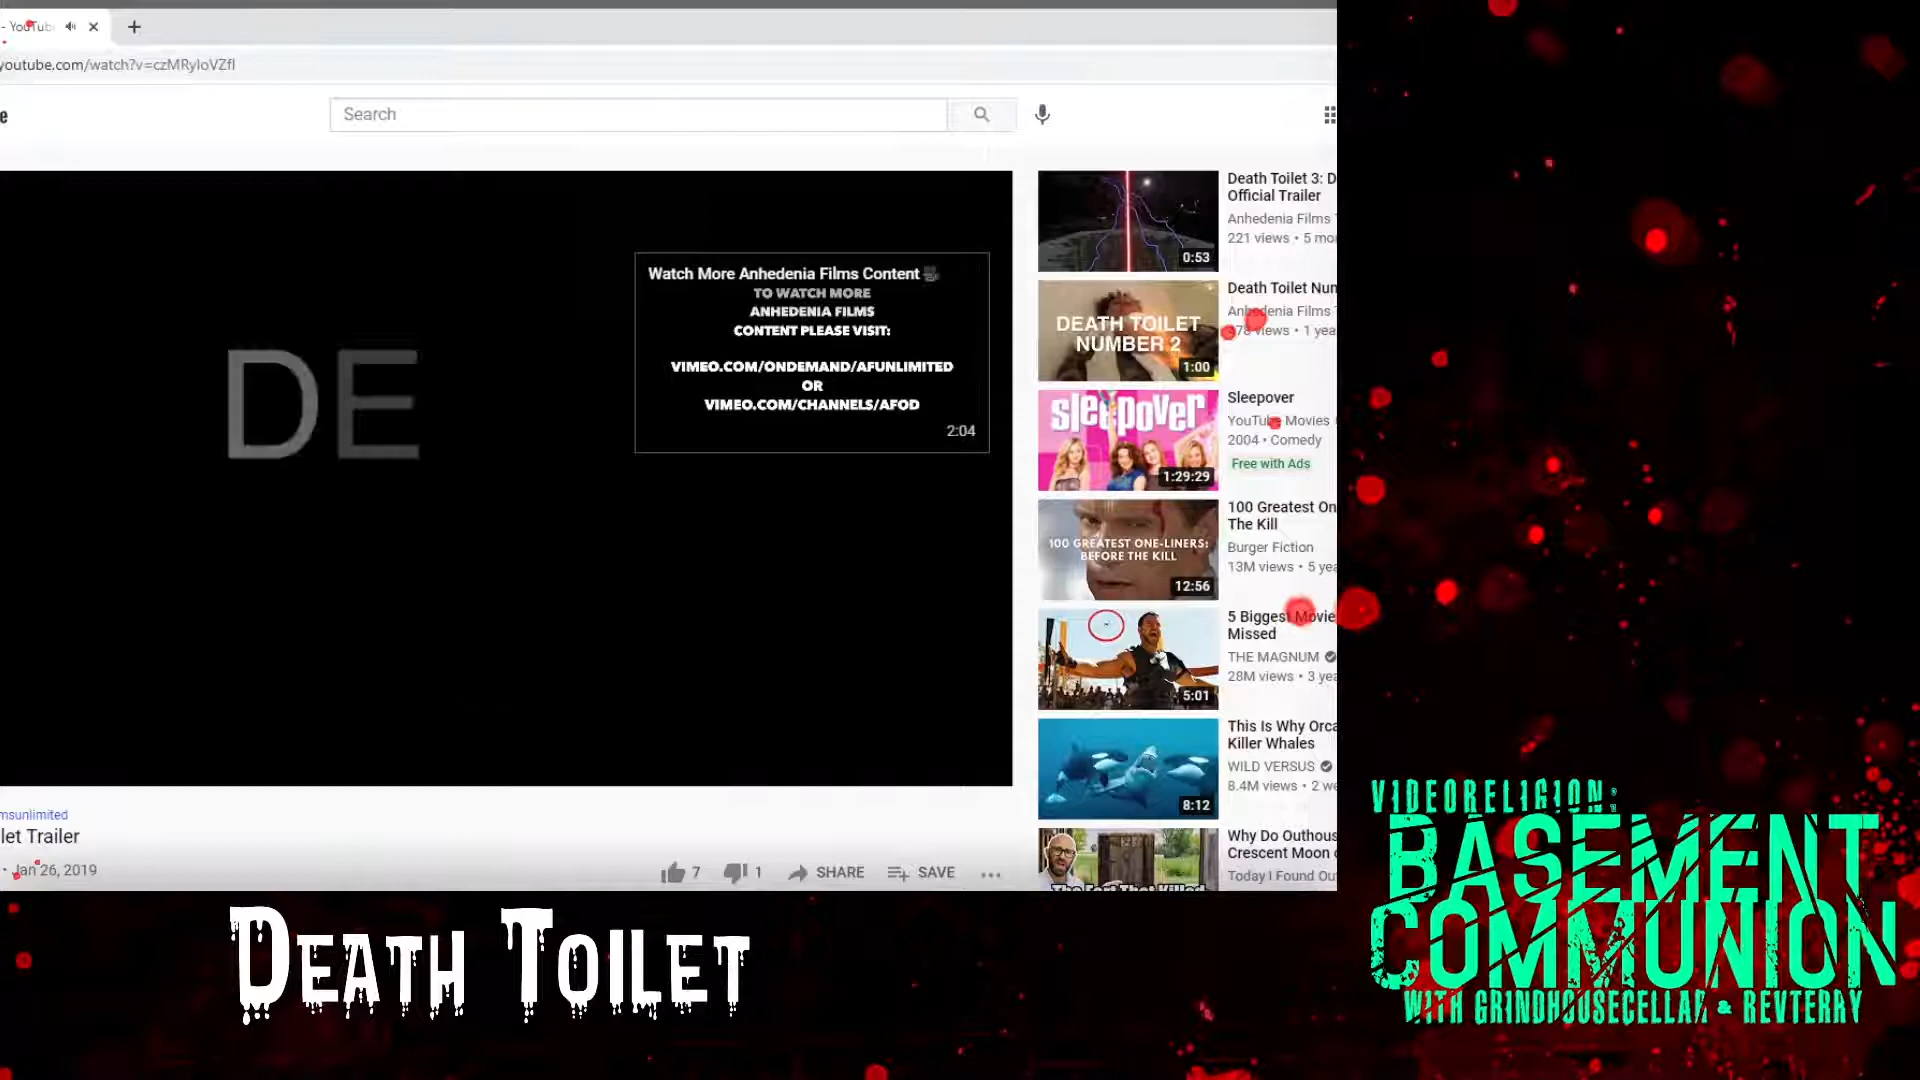 - YouTube
youtube.com/watch?v=czMRyIoVZfI
e
Search
DE
Watch More Anhedenia Films Content
TO WATCH MORE
ANHEDENIA FILMS
CONTENT PLEASE VISIT:
VIMEO.COM/ONDEMAND/AFUNLIMITED
OR
VIMEO.COM/CHANNELS/AFOD
2:04
0:53
Death Toilet 3: D
Official Trailer
Anhedenia Films
221 views • 5 mo
DEATH TOILET
NUMBER 2
1:00
Death Toilet Num
Anhedenia Films
478 views • 1 yea
sleepover
1:29:29
Sleepover
YouTube Movies
2004 • Comedy
Free with Ads
100 GREATEST ONE-LINERS:
BEFORE THE KILL
12:56
100 Greatest On
The Kill
Burger Fiction
13M views • 5 yea
5:01
5 Biggest Movie
Missed
THE MAGNUM
28M views • 3 yea
8:12
This Is Why Orca
Killer Whales
WILD VERSUS
8.4M views • 2 we
Why Do Outhous
Crescent Moon
Today I Found Ou
msunlimited
let Trailer
• Jan 26, 2019
7
1
SHARE
SAVE
DEATH TOILET
VIDEORELIGION:
BASEMENT
COMMUNION
WITH GRINDHOUSECELLAR & REVTERRY